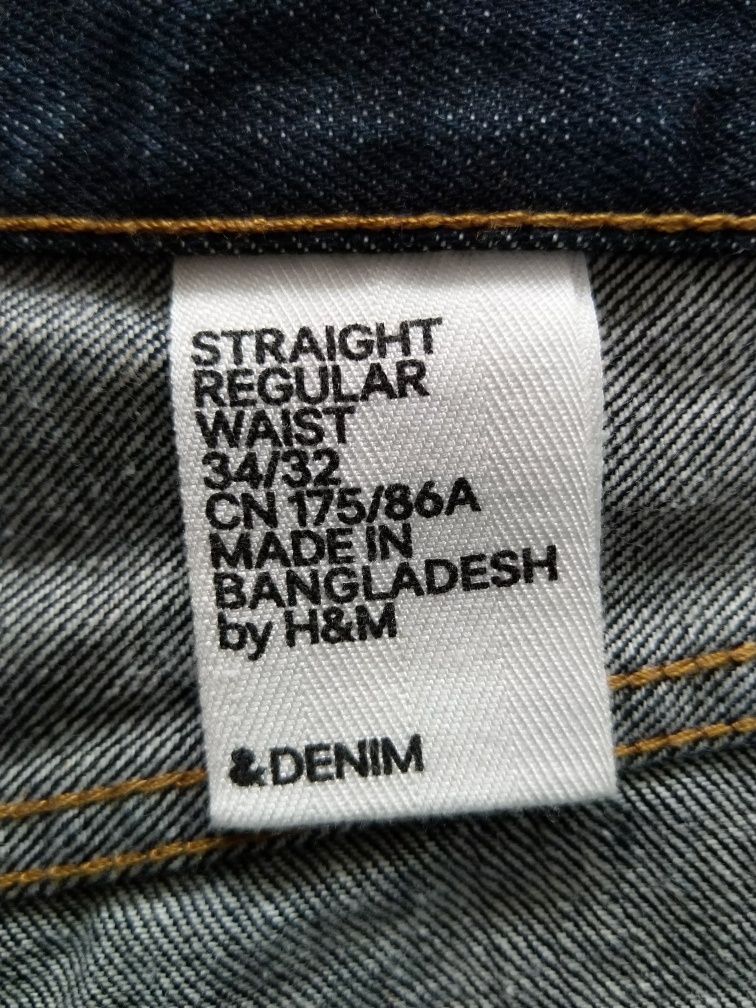 STRAIGHT
REGULAR
WAIST
34/32
CN 175/86A
MADE IN
BANGLADESH
by H&M
&DENIM